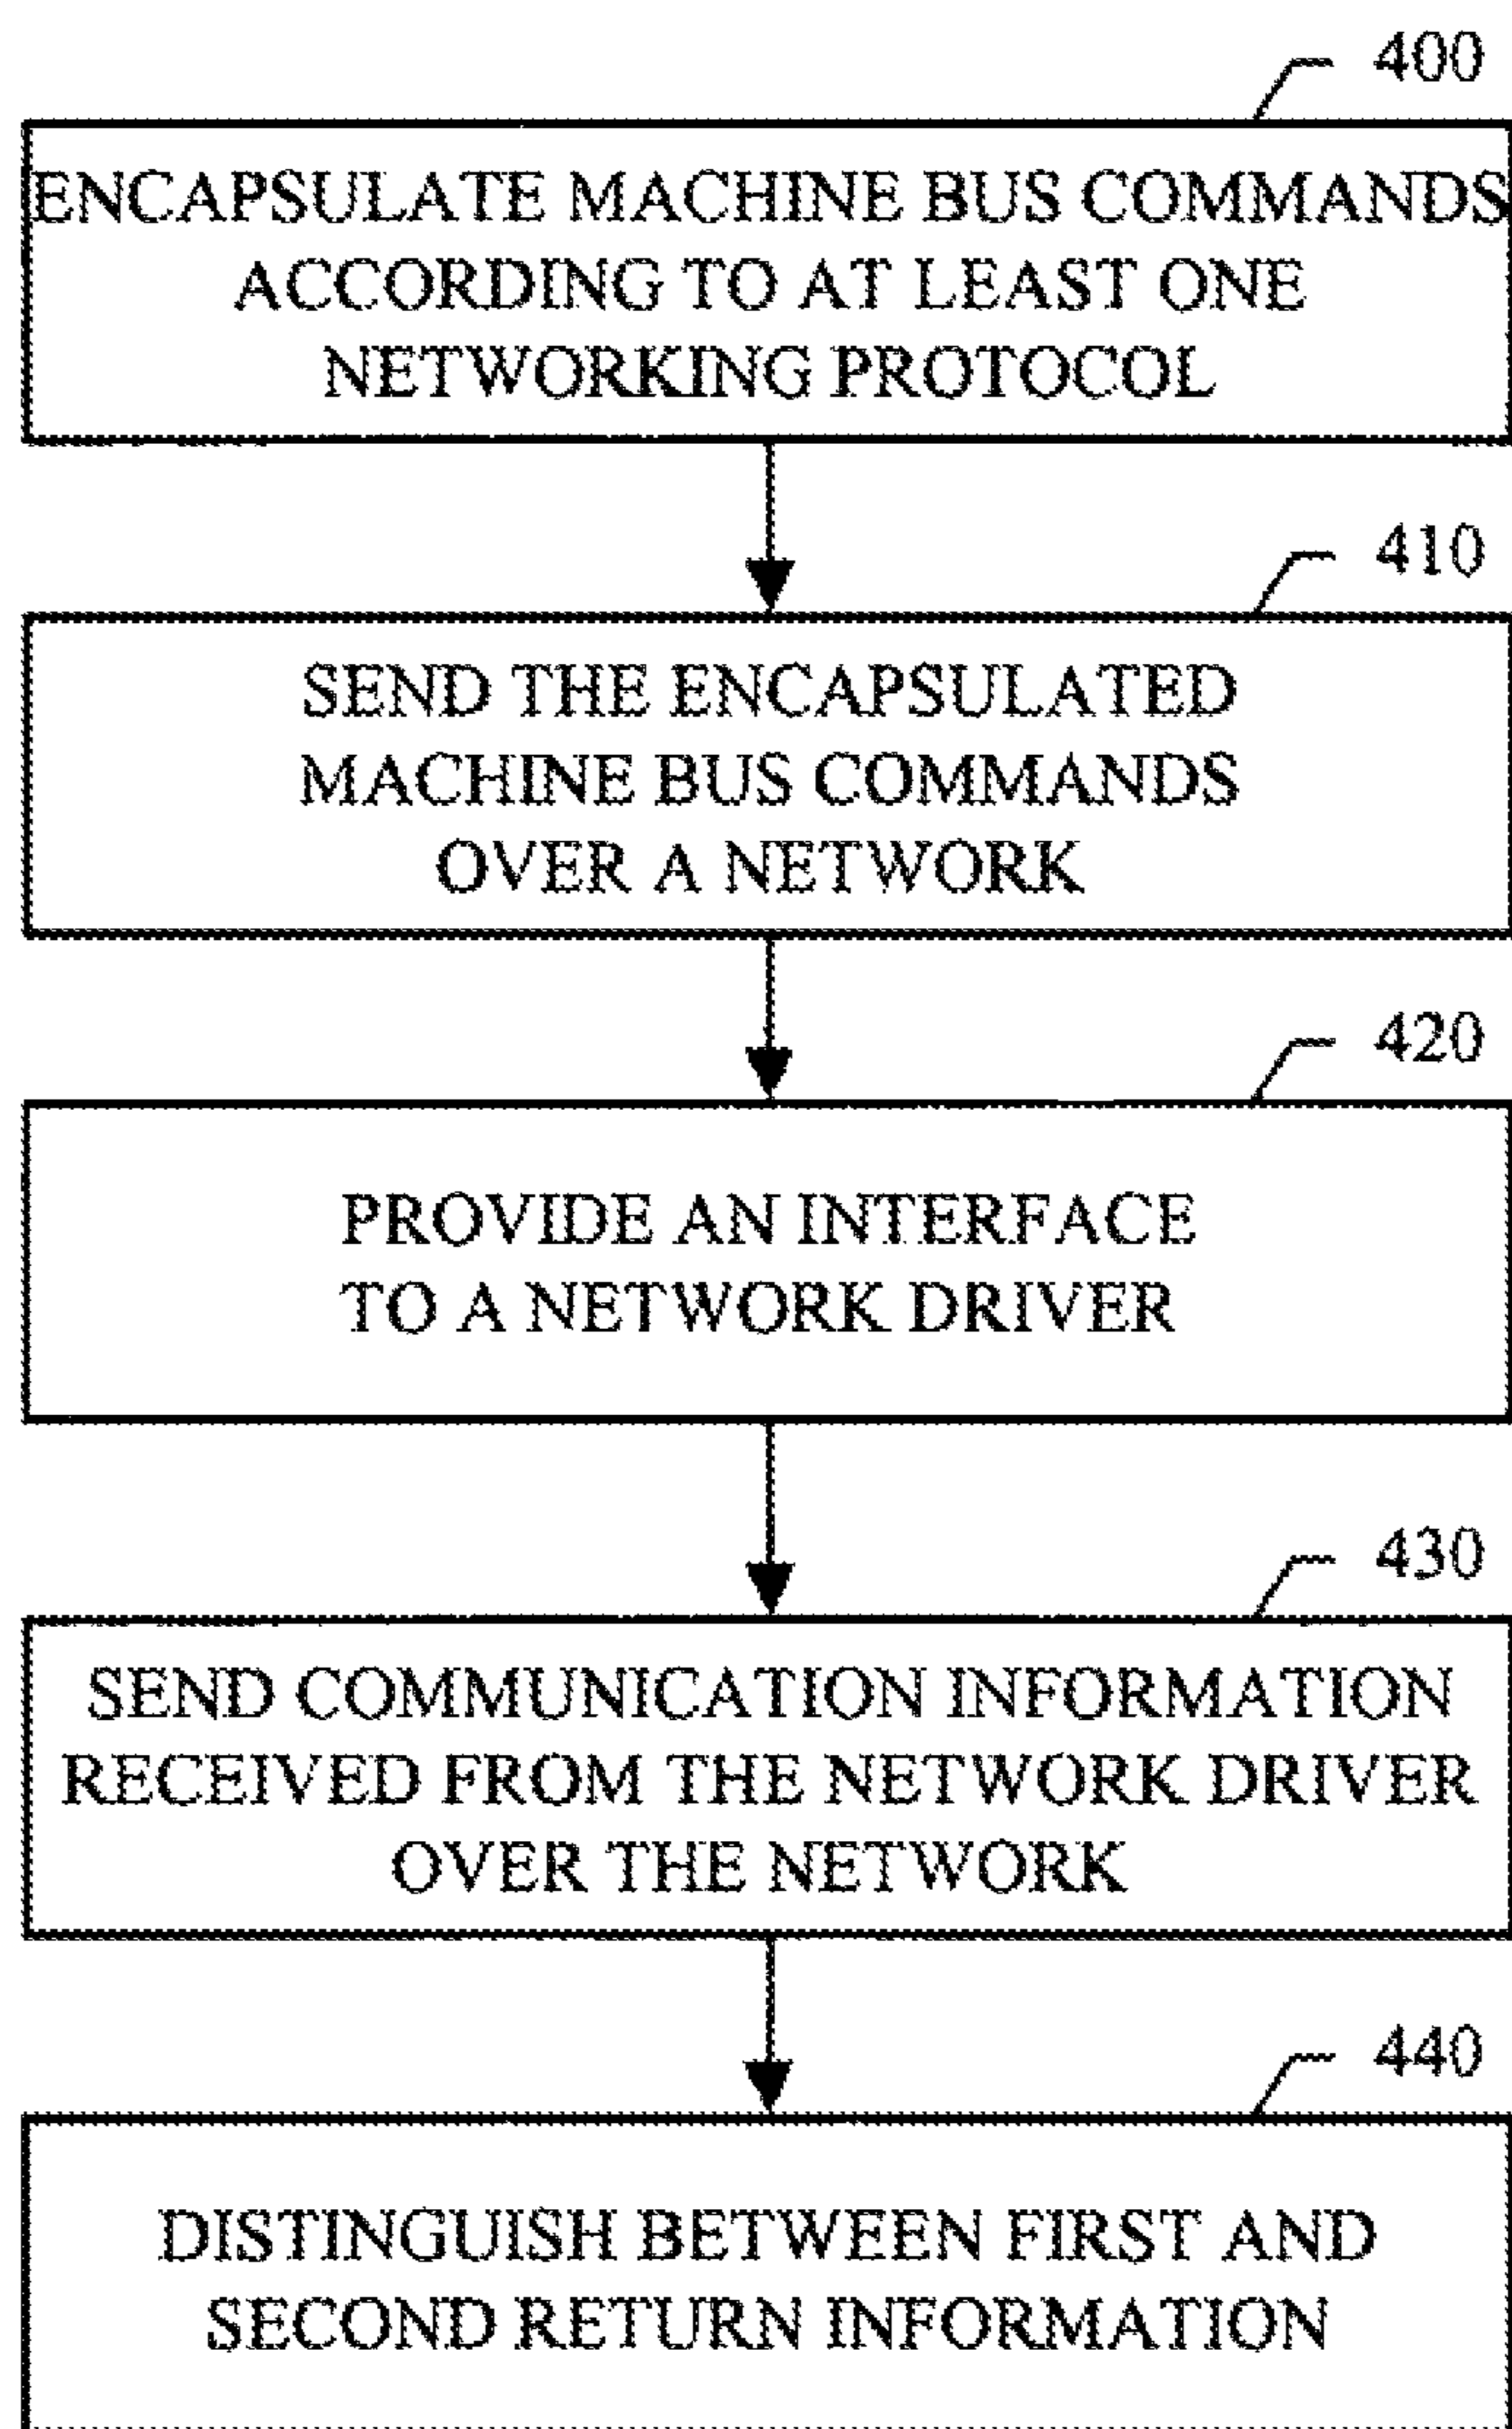 400
ENCAPSULATE MACHINE BUS COMMANDS
ACCORDING TO AT LEAST ONE
NETWORKING PROTOCOL
410
SEND THE ENCAPSULATED
MACHINE BUS COMMANDS
OVER A NETWORK
420
PROVIDE AN INTERFACE
TO A NETWORK DRIVER
430
SEND COMMUNICATION INFORMATION
RECEIVED FROM THE NETWORK DRIVER
OVER THE NETWORK
440
DISTINGUISH BETWEEN FIRST AND
SECOND RETURN INFORMATION